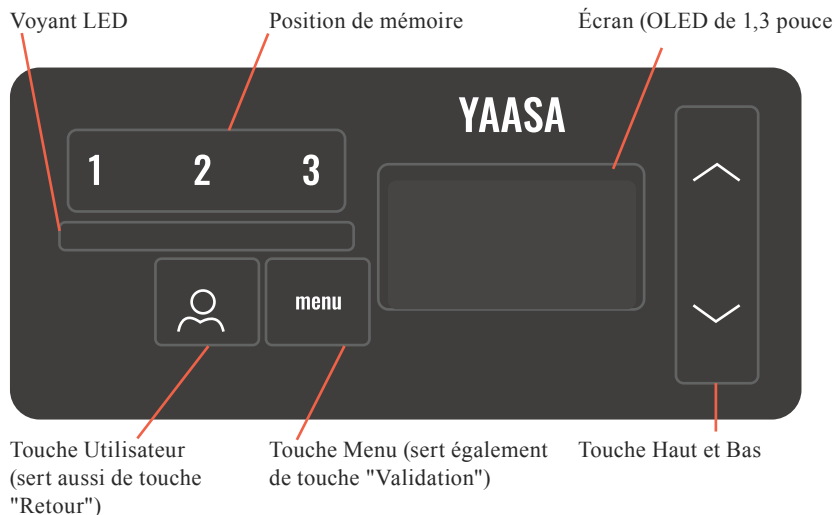 Voyant LED
Position de mémoire
Écran (OLED de 1,3 pouce
YAASA
1 2 3
menu
Touche Utilisateur
(sert aussi de touche
"Retour")
Touche Menu (sert également
de touche "Validation")
Touche Haut et Bas